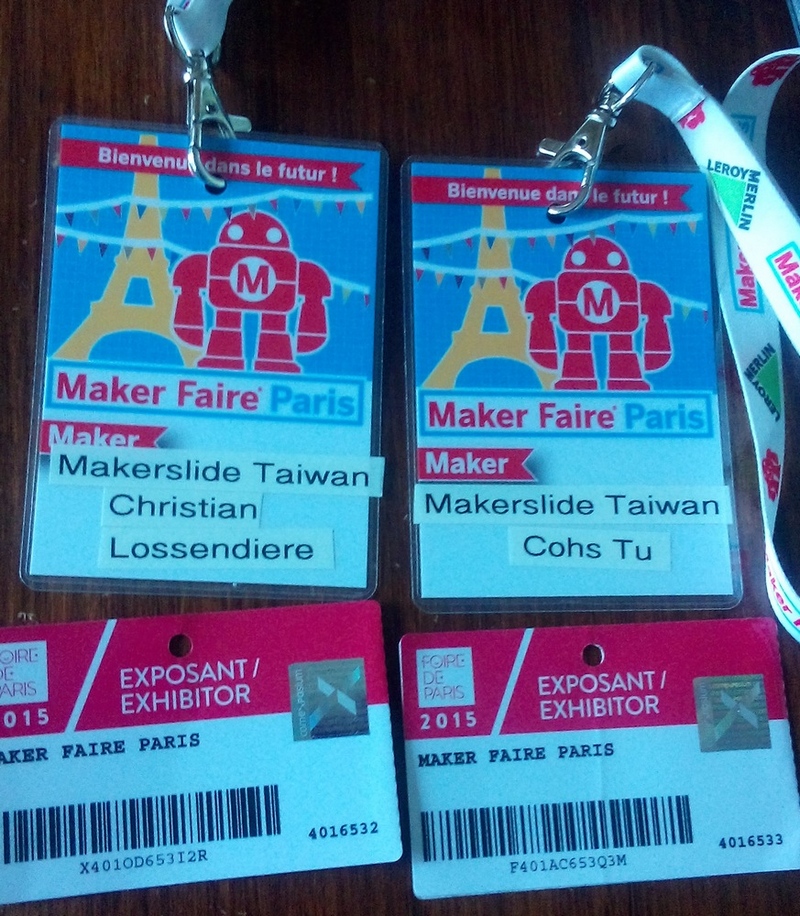 Bienvenue dans le futur !
M
Maker Faire Paris
Maker
Makerslide Taiwan
Christian
Lossendiere
Bienvenue dans le futur !
M
Maker Faire Paris
Maker
Makerslide Taiwan
Cohs Tu
LEROY MERLIN
Make
LEROY MERLIN
FOIRE
DE
PARIS
2015
EXPOSANT /
EXHIBITOR
MAKER FAIRE PARIS
4016532
X401OD653I2R
FOIRE
DE
PARIS
2015
EXPOSANT /
EXHIBITOR
MAKER FAIRE PARIS
4016533
F401AC653Q3M